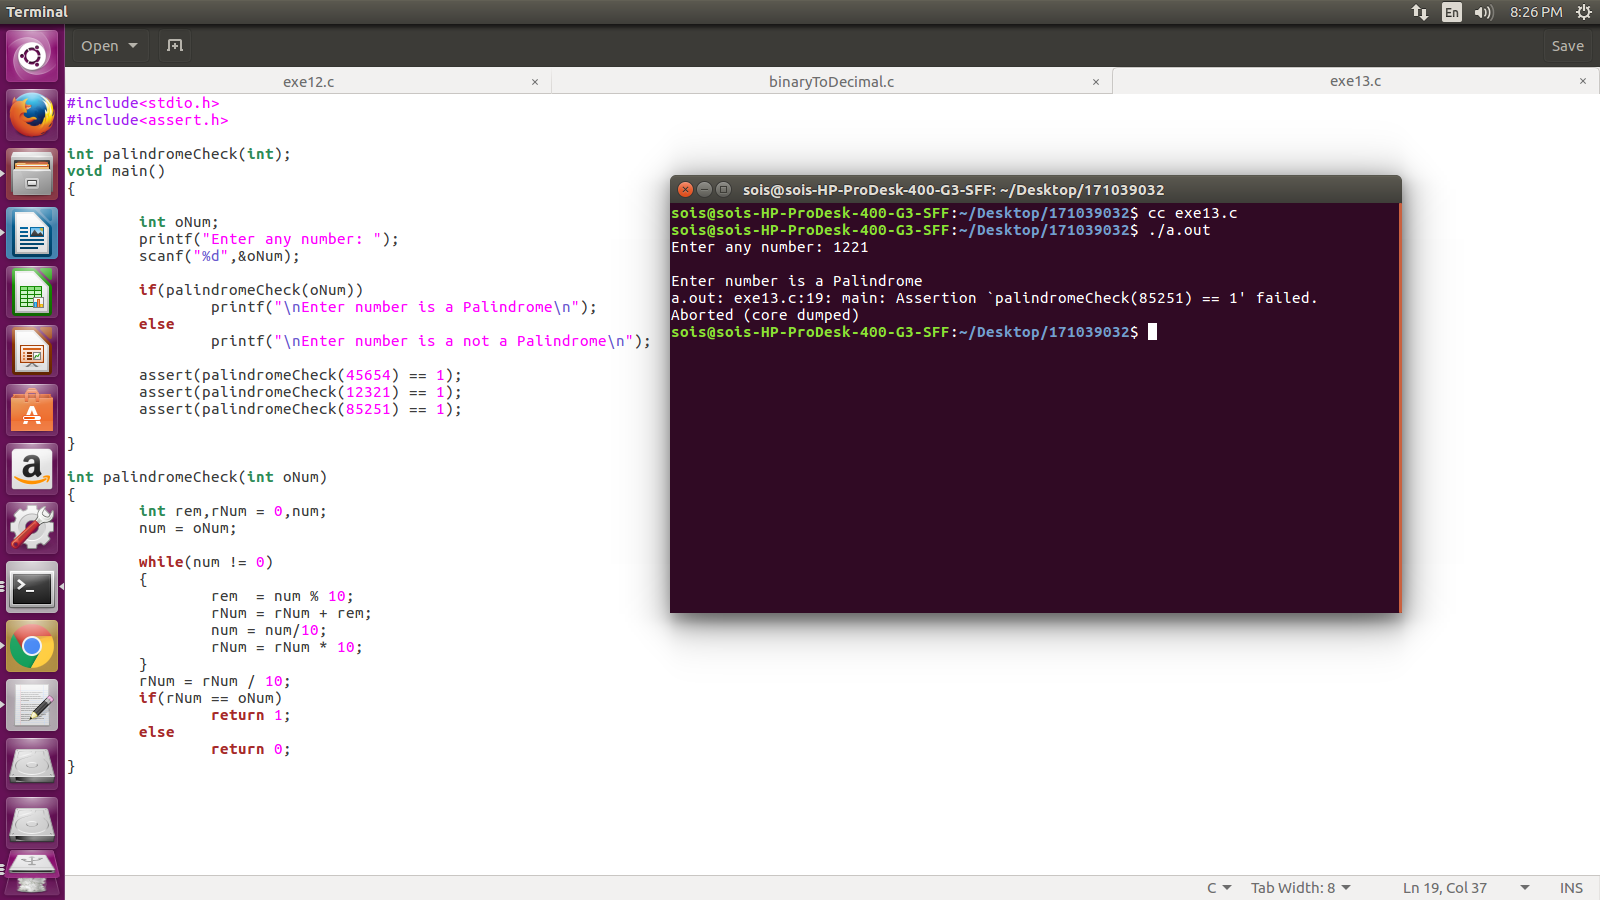 Terminal
En
8:26 PM
Open
Save
exe12.c
binaryToDecimal.c
exe13.c
#include<stdio.h>
#include<assert.h>
int palindromeCheck(int);
void main()
{
int oNum;
printf("Enter any number: ");
scanf("%d",&oNum);
if(palindromeCheck(oNum))
printf("\nEnter number is a Palindrome\n");
else
printf("\nEnter number is a not a Palindrome\n");
assert(palindromeCheck(45654) == 1);
assert(palindromeCheck(12321) == 1);
assert(palindromeCheck(85251) == 1);
}
int palindromeCheck(int oNum)
{
int rem,rNum = 0,num;
num = oNum;
while(num != 0)
{
rem  = num % 10;
rNum = rNum + rem;
num = num/10;
rNum = rNum * 10;
}
rNum = rNum / 10;
if(rNum == oNum)
return 1;
else
return 0;
}
sois@sois-HP-ProDesk-400-G3-SFF: ~/Desktop/171039032
sois@sois-HP-ProDesk-400-G3-SFF:~/Desktop/171039032$ cc exe13.c
sois@sois-HP-ProDesk-400-G3-SFF:~/Desktop/171039032$ ./a.out
Enter any number: 1221
Enter number is a Palindrome
a.out: exe13.c:19: main: Assertion `palindromeCheck(85251) == 1' failed.
Aborted (core dumped)
sois@sois-HP-ProDesk-400-G3-SFF:~/Desktop/171039032$
C
Tab Width: 8
Ln 19, Col 37
INS